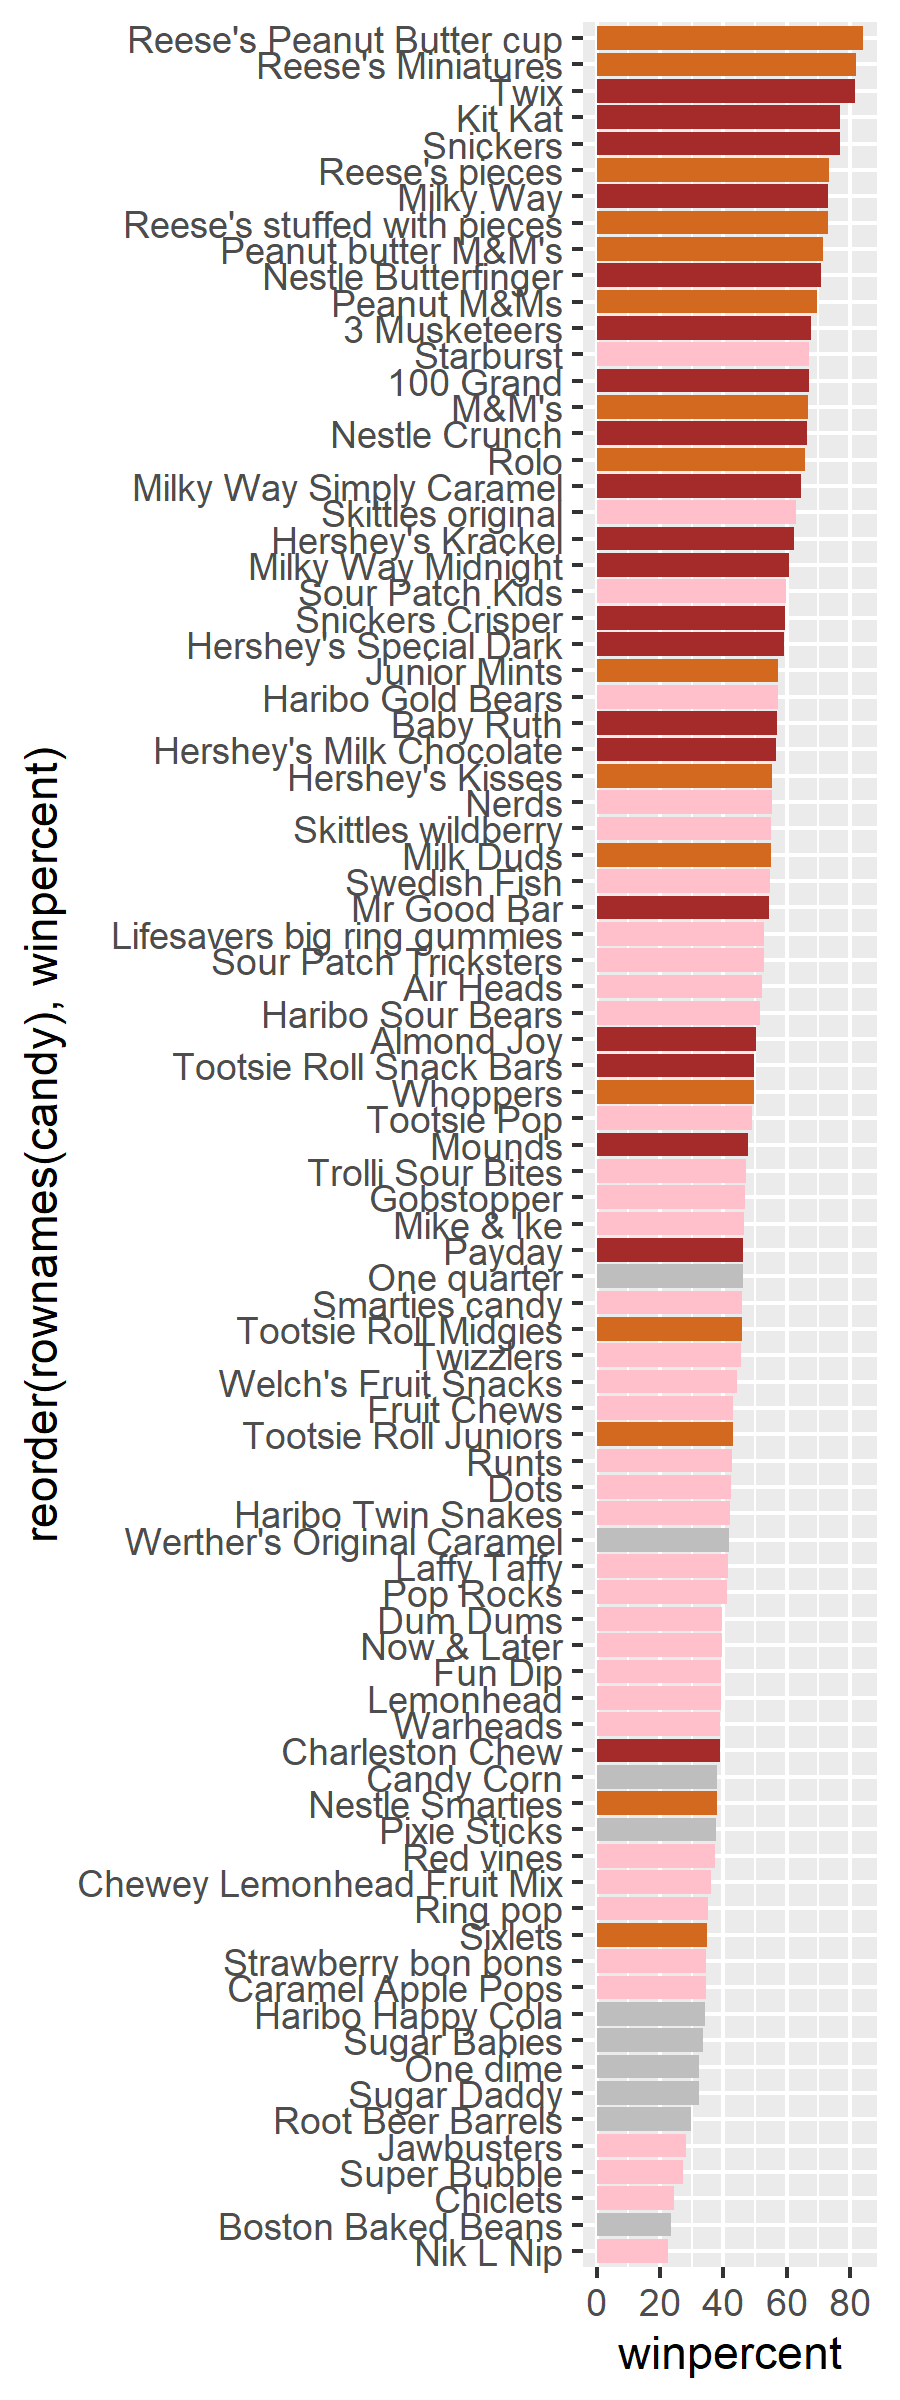 Reese's Peanut Butter cup
Reese's Miniatures
Twix
Kit Kat
Snickers
Reese's pieces
Milky Way
Reese's stuffed with pieces
Peanut butter M&M's
Nestle Butterfinger
Peanut M&Ms
3 Musketeers
Starburst
100 Grand
M&M's
Nestle Crunch
Rolo
Milky Way Simply Caramel
Skittles original
Hershey's Krackel
Milky Way Midnight
Sour Patch Kids
Snickers Crisper
Hershey's Special Dark
Junior Mints
Haribo Gold Bears
Baby Ruth
Hershey's Milk Chocolate
Hershey's Kisses
Nerds
Skittles wildberry
Milk Duds
Swedish Fish
Mr Good Bar
Lifesavers big ring gummies
Sour Patch Tricksters
Air Heads
Haribo Sour Bears
Almond Joy
Tootsie Roll Snack Bars
Whoppers
Tootsie Pop
Mounds
Trolli Sour Bites
Gobstopper
Mike & Ike
Payday
One quarter
Smarties candy
Tootsie Roll Midgies
Twizzlers
Welch's Fruit Snacks
Fruit Chews
Tootsie Roll Juniors
Runts
Dots
Haribo Twin Snakes
Werther's Original Caramel
Laffy Taffy
Pop Rocks
Dum Dums
Now & Later
Fun Dip
Lemonhead
Warheads
Charleston Chew
Candy Corn
Nestle Smarties
Pixie Sticks
Red vines
Chewey Lemonhead Fruit Mix
Ring pop
Sixlets
Strawberry bon bons
Caramel Apple Pops
Haribo Happy Cola
Sugar Babies
One dime
Sugar Daddy
Root Beer Barrels
Jawbusters
Super Bubble
Chiclets
Boston Baked Beans
Nik L Nip
0 20 40 60 80
winpercent
reorder(rownames(candy), winpercent)